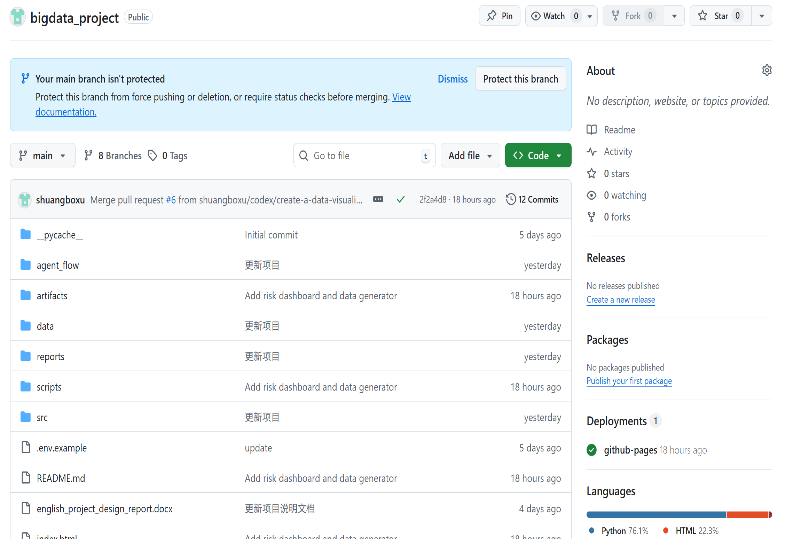 bigdata_project Public
Pin
Watch 0
Fork 0
Star 0
Your main branch isn't protected
Protect this branch from force pushing or deletion, or require status checks before merging. View documentation.
Dismiss
Protect this branch
main
8 Branches
0 Tags
Go to file
t
Add file
Code
shuangboxu Merge pull request #6 from shuangboxu/codex/create-a-data-visuali... 2f2a4d8 · 18 hours ago 12 Commits
__pycache__ Initial commit 5 days ago
agent_flow 更新项目 yesterday
artifacts Add risk dashboard and data generator 18 hours ago
data 更新项目 yesterday
reports 更新项目 yesterday
scripts Add risk dashboard and data generator 18 hours ago
src 更新项目 yesterday
.env.example update 5 days ago
README.md Add risk dashboard and data generator 18 hours ago
english_project_design_report.docx 更新项目说明文档 4 days ago
index.html Add risk dashboard and data generator 18 hours ago
About
No description, website, or topics provided.
Readme
Activity
0 stars
0 watching
0 forks
Releases
No releases published
Create a new release
Packages
No packages published
Publish your first package
Deployments 1
github-pages 18 hours ago
Languages
Python 76.1% HTML 22.3%